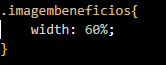 .imagembeneficios{
    width: 60%;
}